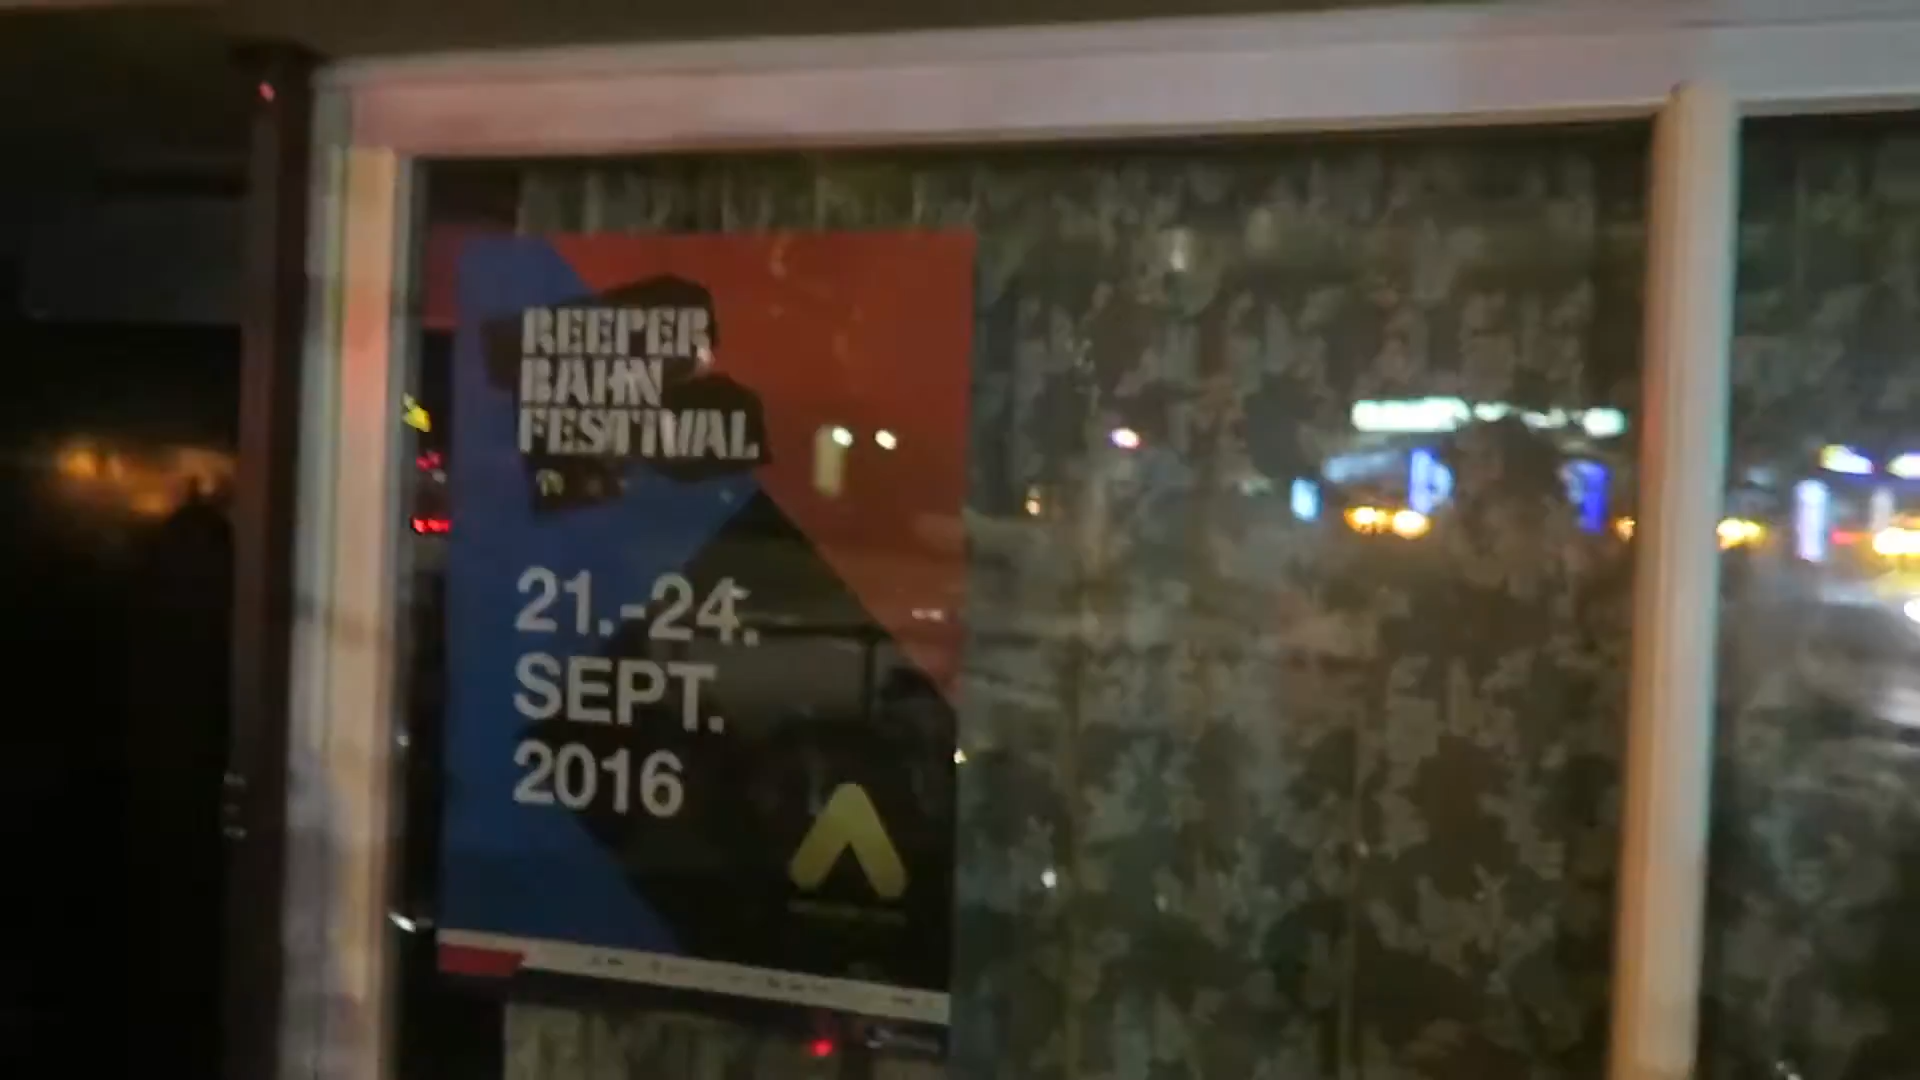 REEPER
BAHN
FESTIVAL
21.-24.
SEPT.
2016